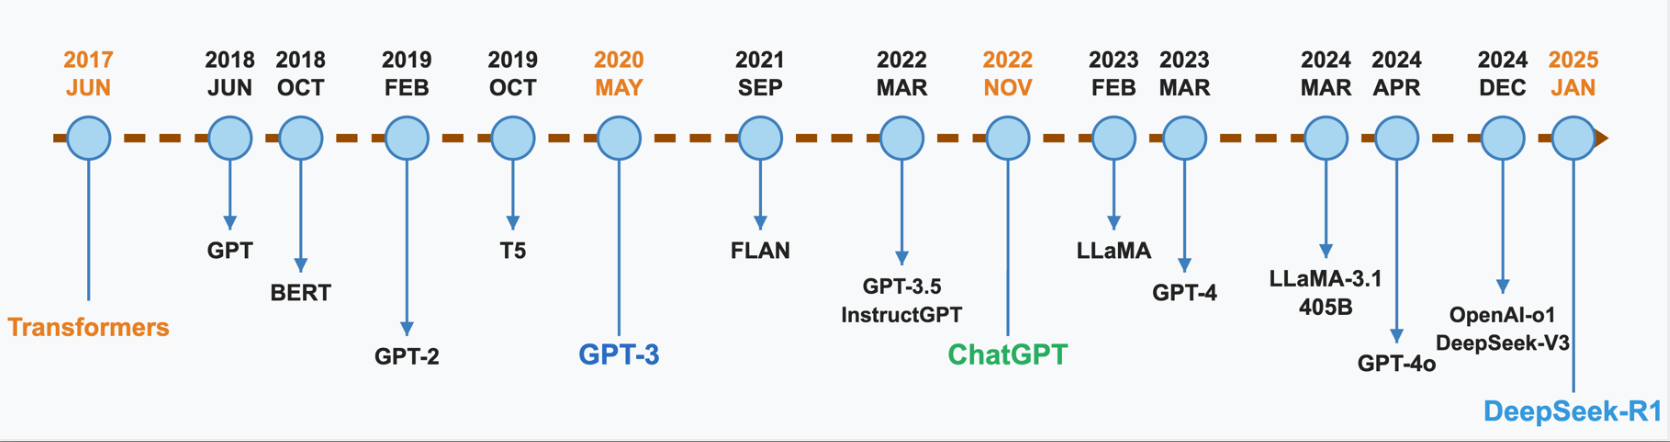 2017
JUN
2018
JUN
2018
OCT
2019
FEB
2019
OCT
2020
MAY
2021
SEP
2022
MAR
2022
NOV
2023
FEB
2023
MAR
2024
MAR
2024
APR
2024
DEC
2025
JAN
Transformers
GPT
BERT
GPT-2
T5
GPT-3
FLAN
GPT-3.5
InstructGPT
ChatGPT
LLaMA
GPT-4
LLaMA-3.1
405B
GPT-4o
OpenAI-o1
DeepSeek-V3
DeepSeek-R1